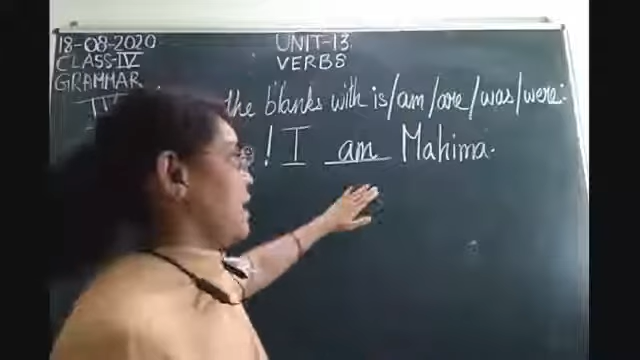 18-08-2020
CLASS-IV
GRAMMAR
UNIT-13
VERBS
the blanks with is/am/are/was/were:
! I am Mahima.